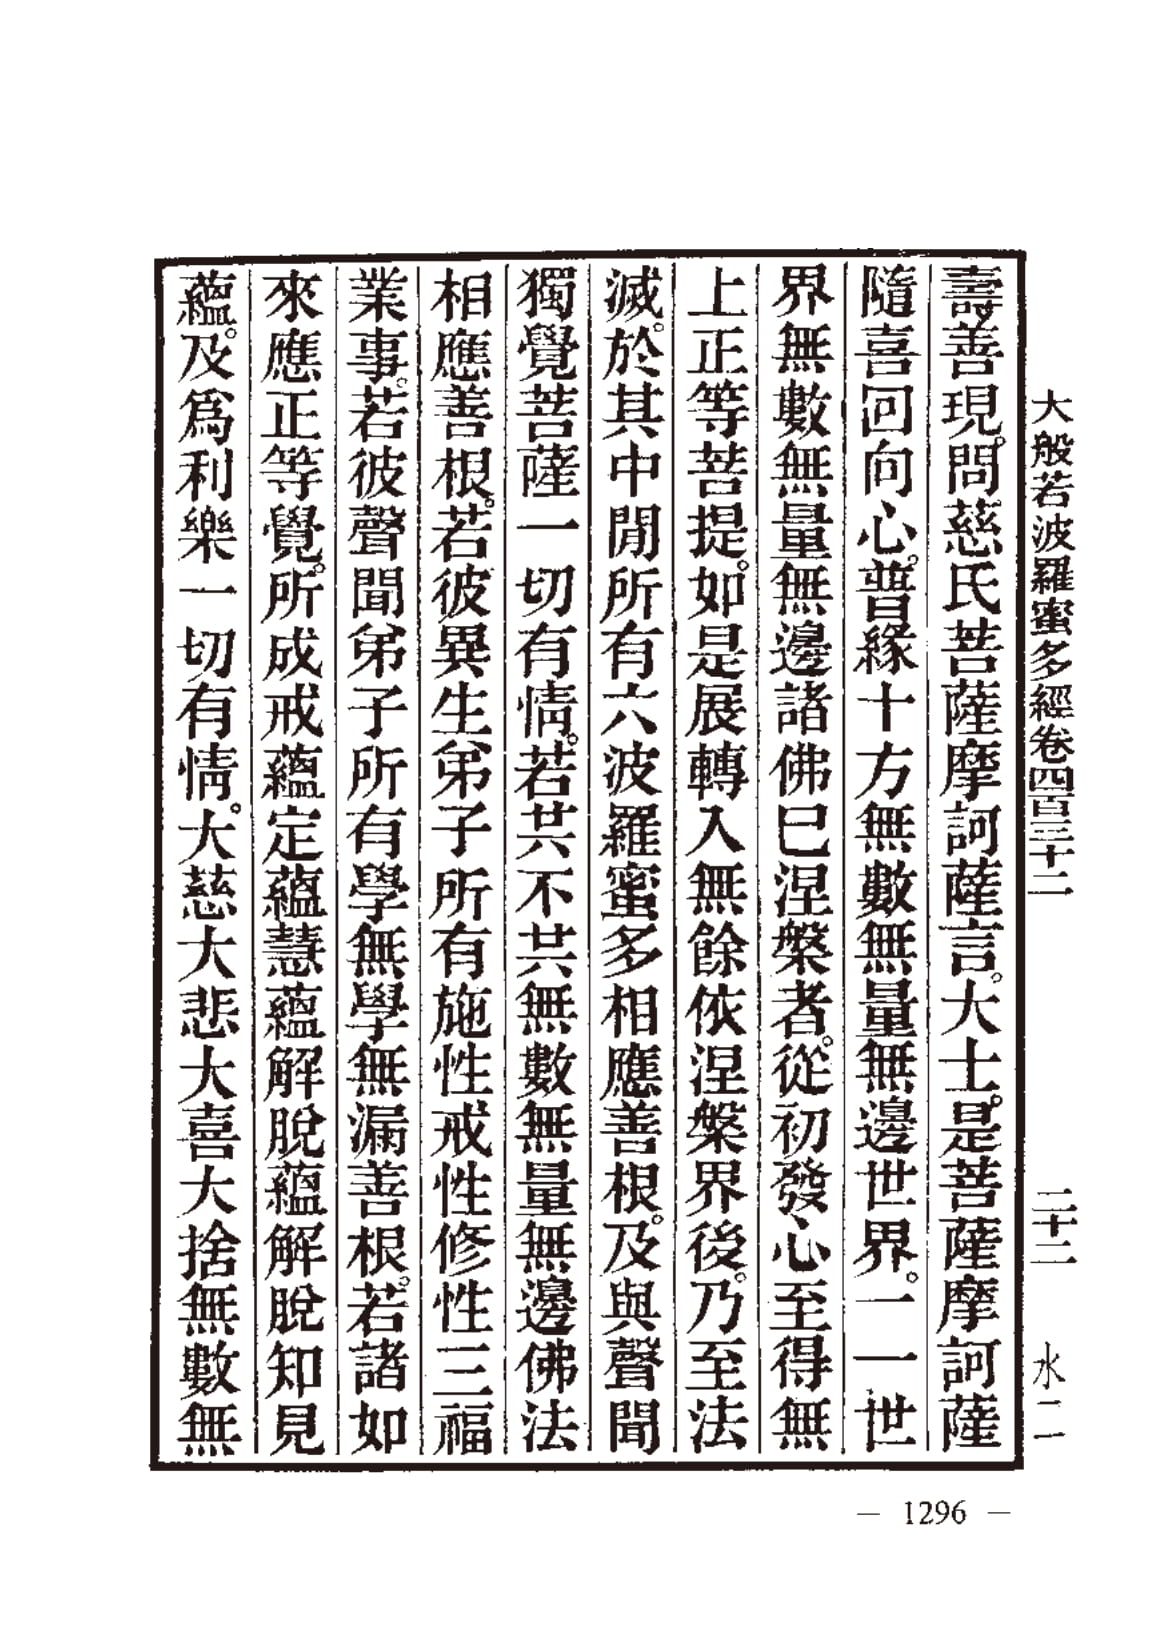 大般若波羅蜜多經卷四百三十二 二十二 水二
壽善現問慈氏菩薩摩訶薩言。大士。是菩薩摩訶薩
隨喜回向心。普緣十方無數無量無邊世界。一一世
界無數無量無邊諸佛已涅槃者。從初發心至得無
上正等菩提。如是展轉入無餘依涅槃界後。乃至法
滅。於其中間所有六波羅蜜多相應善根。及與聲聞
獨覺菩薩一切有情。若共不共無數無量無邊佛法
相應善根。若彼異生弟子所有施性戒性修性三福
業事。若彼聲聞弟子所有學無學無漏善根。若諸如
來應正等覺。所成戒蘊定蘊慧蘊解脫蘊解脫知見
蘊。及為利樂一切有情。大慈大悲大喜大捨無數無
— 1296 —